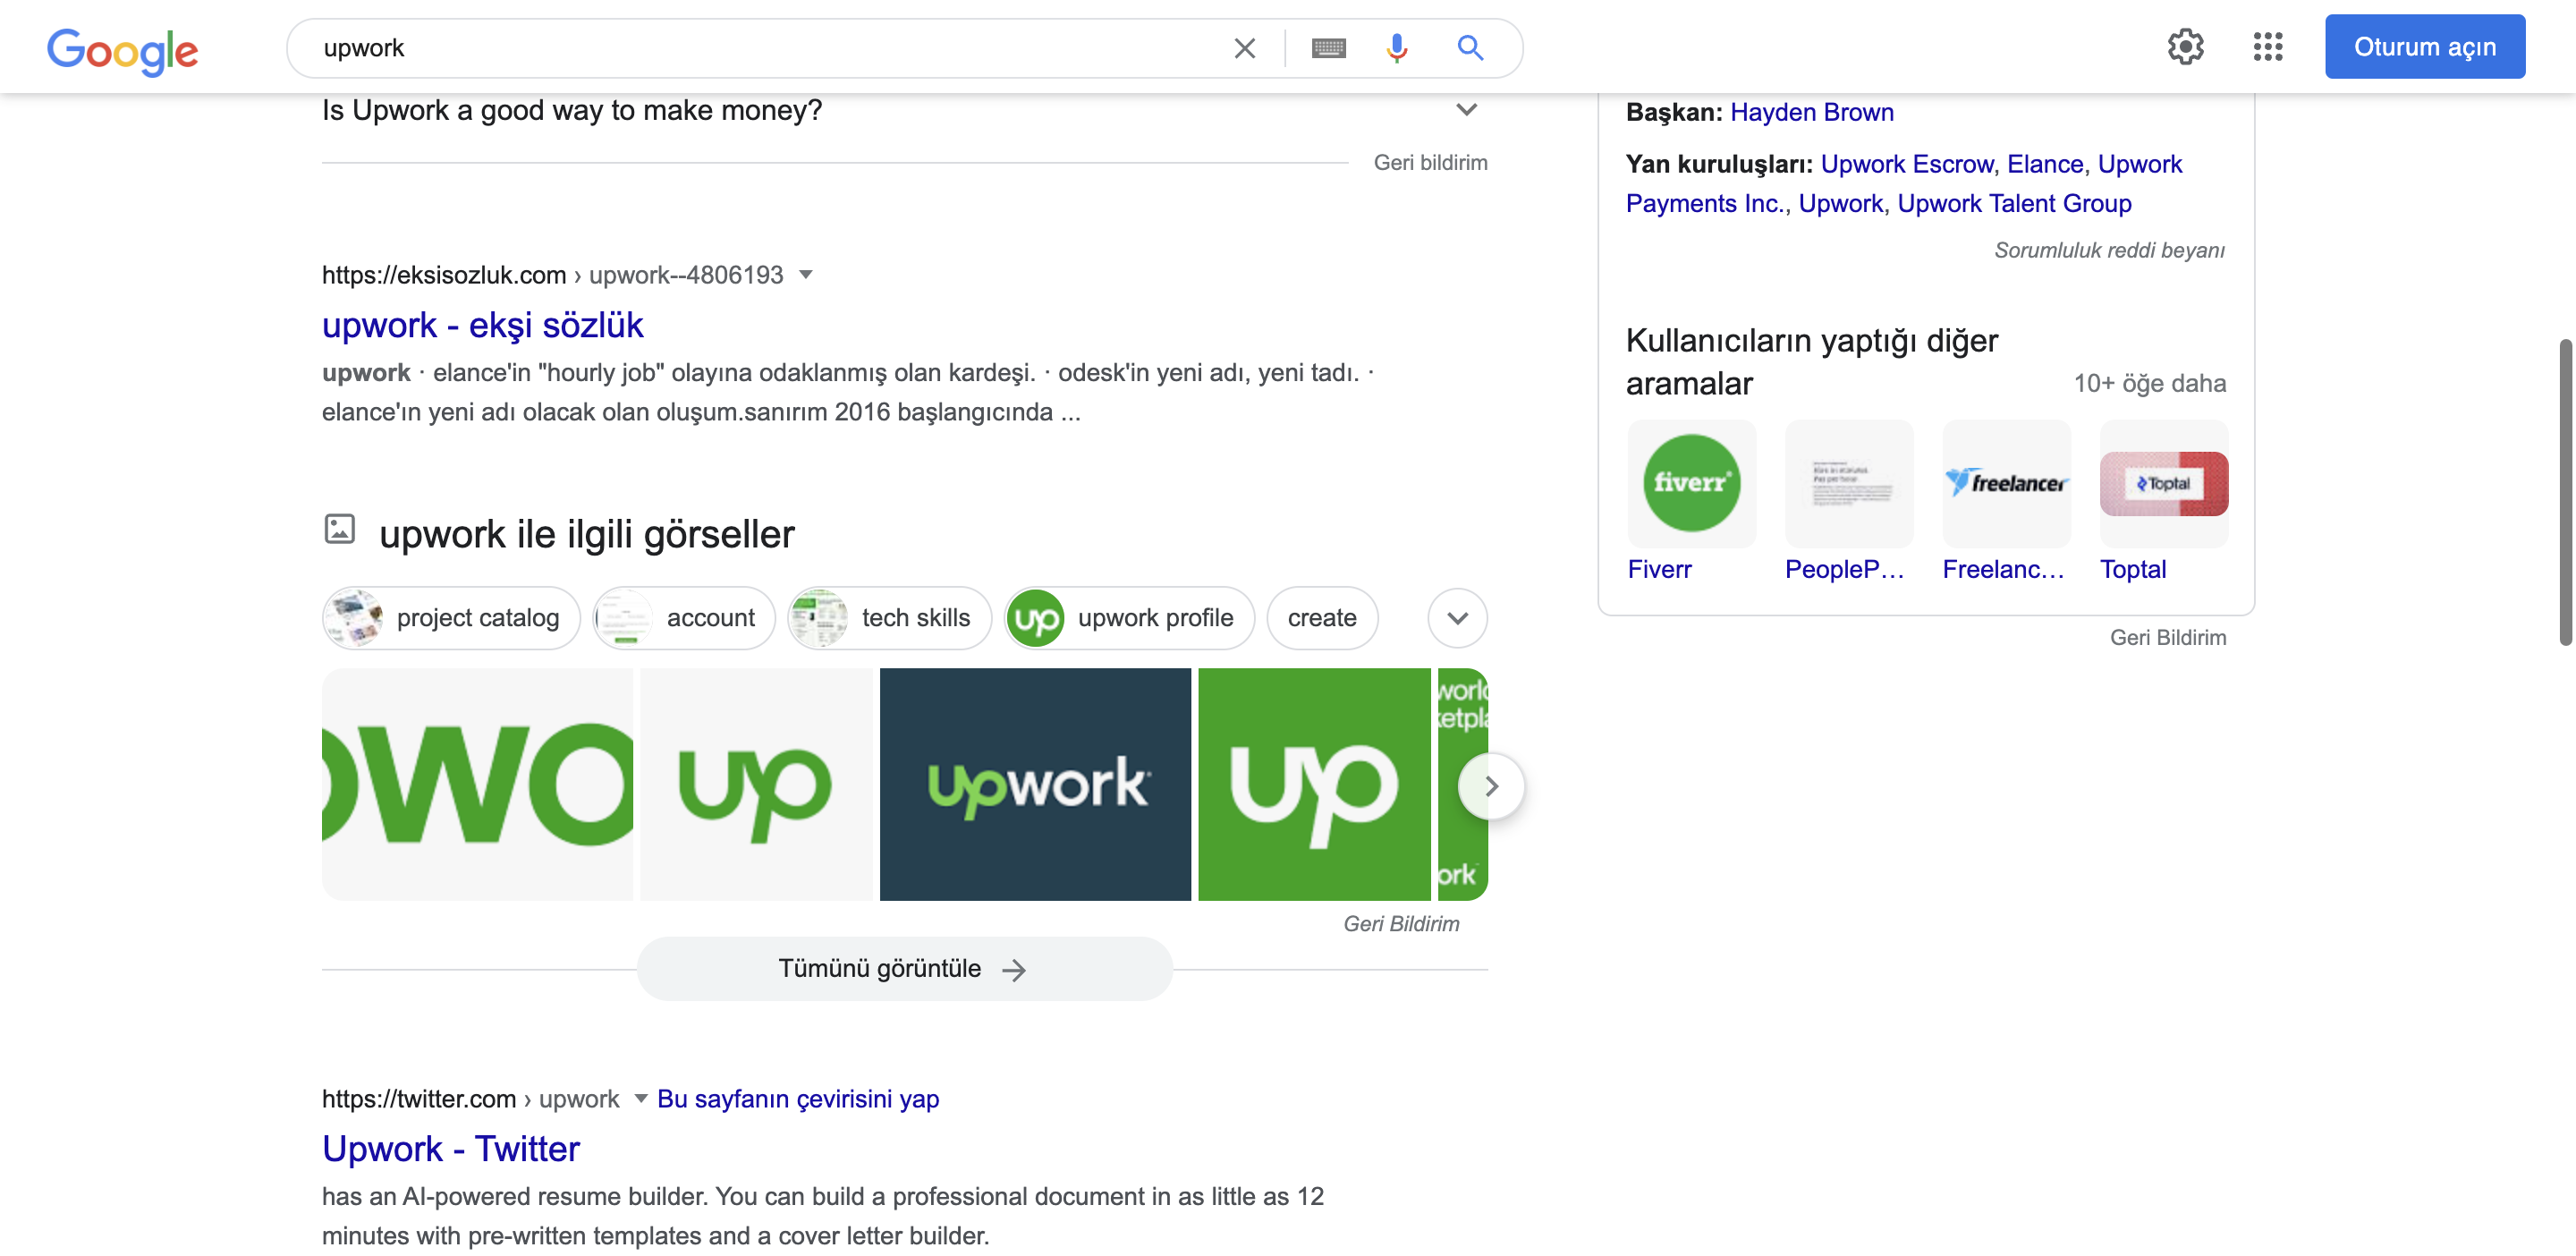 Google
upwork
Oturum açın
Is Upwork a good way to make money?
Geri bildirim
https://eksisozluk.com › upwork--4806193
upwork - ekşi sözlük
upwork · elance'in "hourly job" olayına odaklanmış olan kardeşi. · odesk'in yeni adı, yeni tadı. ·
elance'ın yeni adı olacak olan oluşum.sanırım 2016 başlangıcında ...
upwork ile ilgili görseller
project catalog
account
tech skills
up
upwork profile
create
up
upwork
up
work
Geri Bildirim
Tümünü görüntüle
https://twitter.com › upwork
Bu sayfanın çevirisini yap
Upwork - Twitter
has an AI-powered resume builder. You can build a professional document in as little as 12
minutes with pre-written templates and a cover letter builder.
Başkan: Hayden Brown
Yan kuruluşları: Upwork Escrow, Elance, Upwork
Payments Inc., Upwork, Upwork Talent Group
Sorumluluk reddi beyanı
Kullanıcıların yaptığı diğer
aramalar
10+ öğe daha
fiverr
freelancer
Toptal
Fiverr
PeopleP...
Freelanc...
Toptal
Geri Bildirim